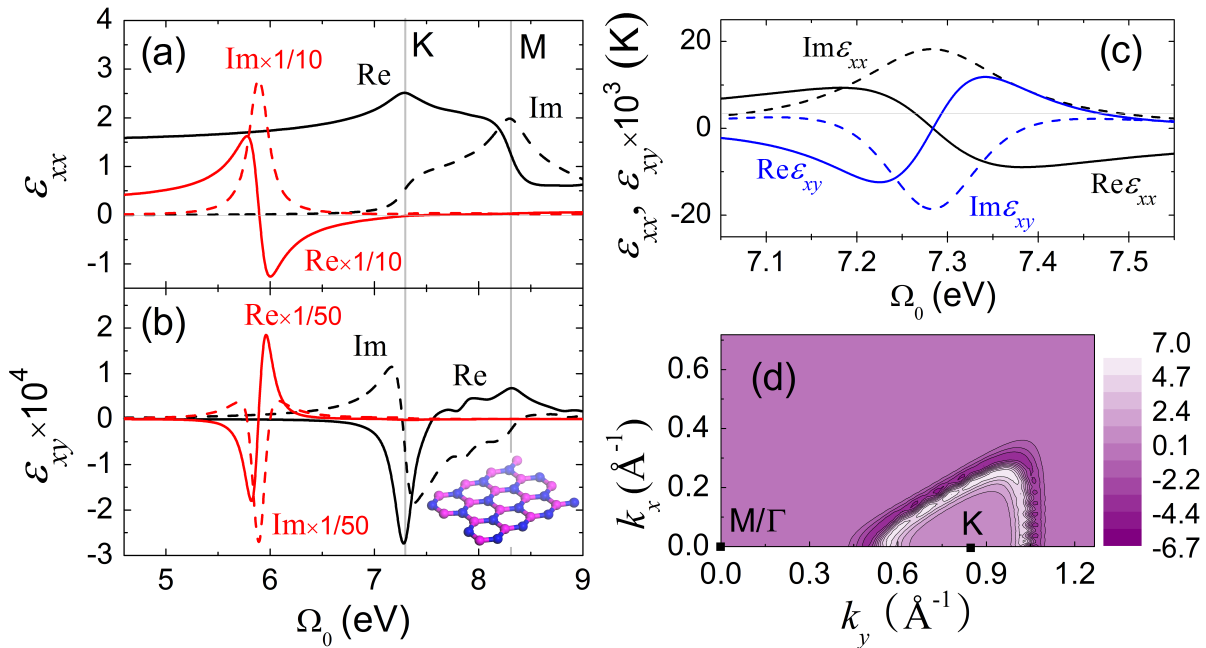 (a)
K
M
Im×1/10
Re
Im
Re×1/10
ε_xx
4
3
2
1
0
-1
(b)
Re×1/50
Im
Re
Im×1/50
ε_xy×10^4
2
1
0
-1
-2
-3
5 6 7 8 9
Ω_0 (eV)
(c)
Imε_xx
Reε_xy
Reε_xx
Imε_xy
ε_xx, ε_xy×10^3 (K)
20
0
-20
7.1 7.2 7.3 7.4 7.5
Ω_0 (eV)
(d)
M/Γ
K
k_x (Å^-1)
0.6
0.4
0.2
0.0
0.0 0.3 0.6 0.9 1.2
k_y (Å^-1)
7.0
4.7
2.4
0.1
-2.2
-4.4
-6.7